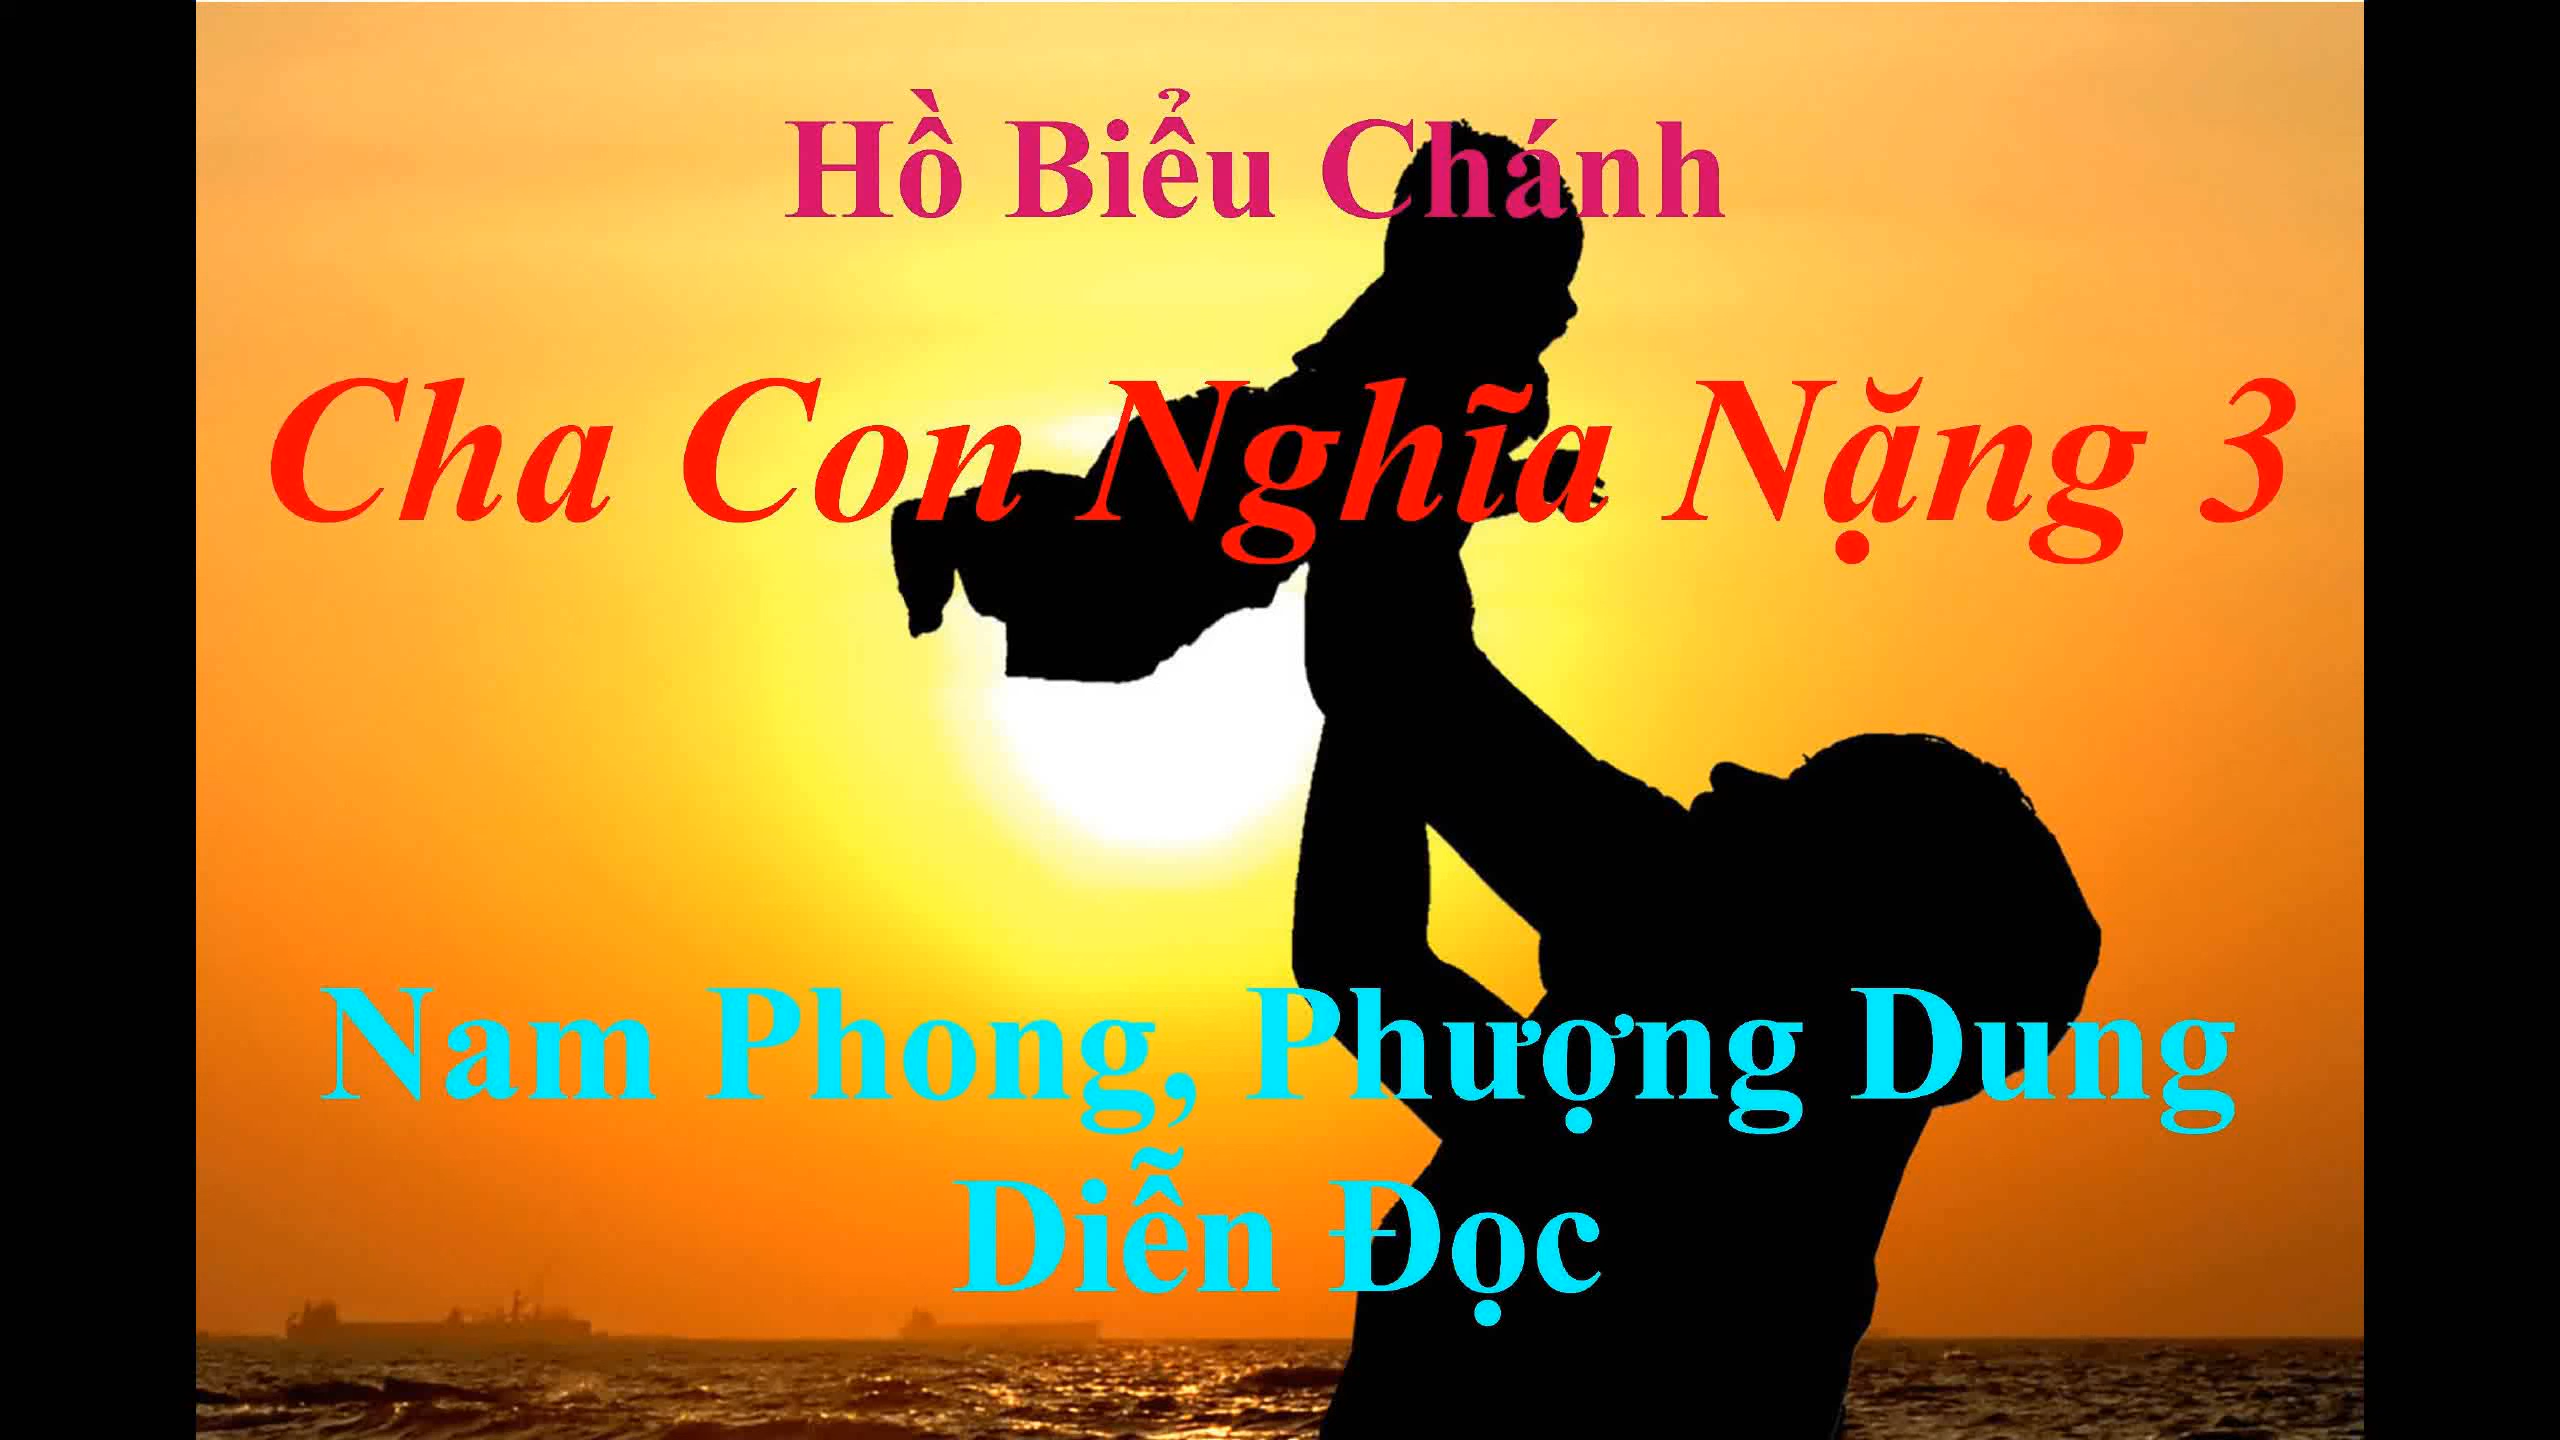 Hồ Biểu Chánh
Cha Con Nghĩa Nặng 3
Nam Phong, Phượng Dung
Diễn Đọc